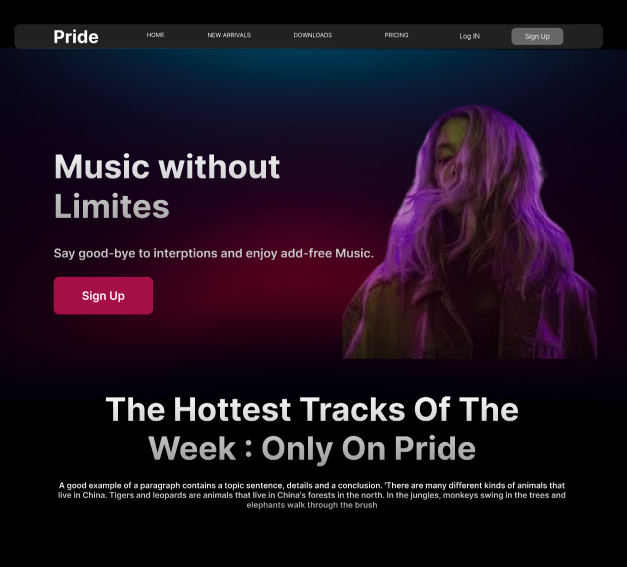 Pride
HOME
NEW ARRIVALS
DOWNLOADS
PRICING
Log IN
Sign Up
Music without
Limites
Say good-bye to interptions and enjoy add-free Music.
Sign Up
The Hottest Tracks Of The
Week : Only On Pride
A good example of a paragraph contains a topic sentence, details and a conclusion. 'There are many different kinds of animals that
live in China. Tigers and leopards are animals that live in China's forests in the north. In the jungles, monkeys swing in the trees and
elephants walk through the brush